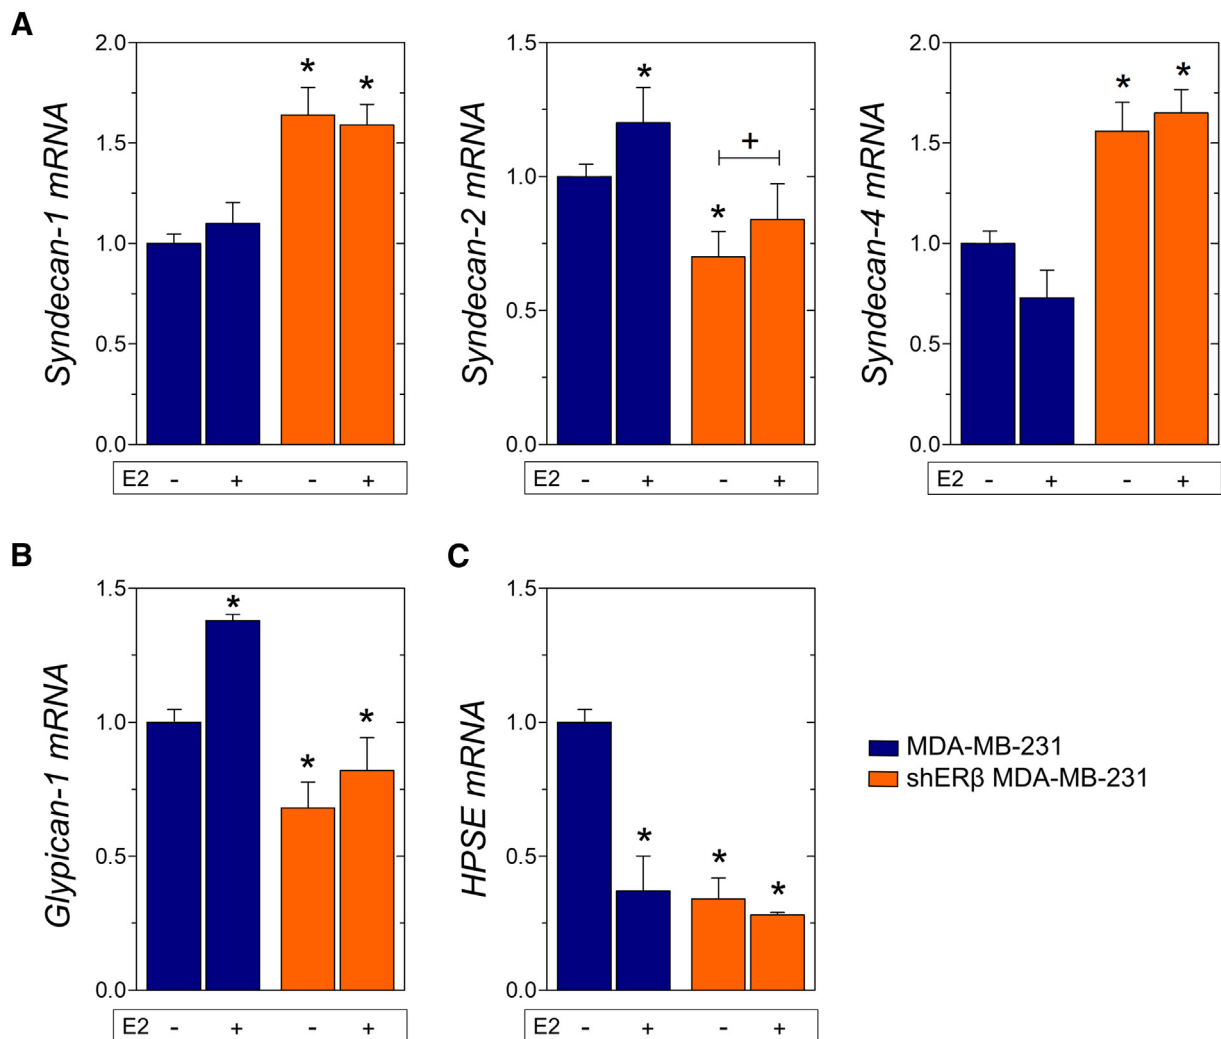 A
Syndecan-1 mRNA
2.0
1.5
1.0
0.5
0.0
* *
E2 - + - +
Syndecan-2 mRNA
1.5
1.0
0.5
0.0
* * +
E2 - + - +
Syndecan-4 mRNA
2.0
1.5
1.0
0.5
0.0
* *
E2 - + - +
B
Glypican-1 mRNA
1.5
1.0
0.5
0.0
* * *
E2 - + - +
C
HPSE mRNA
1.5
1.0
0.5
0.0
* * *
E2 - + - +
MDA-MB-231
shERβ MDA-MB-231